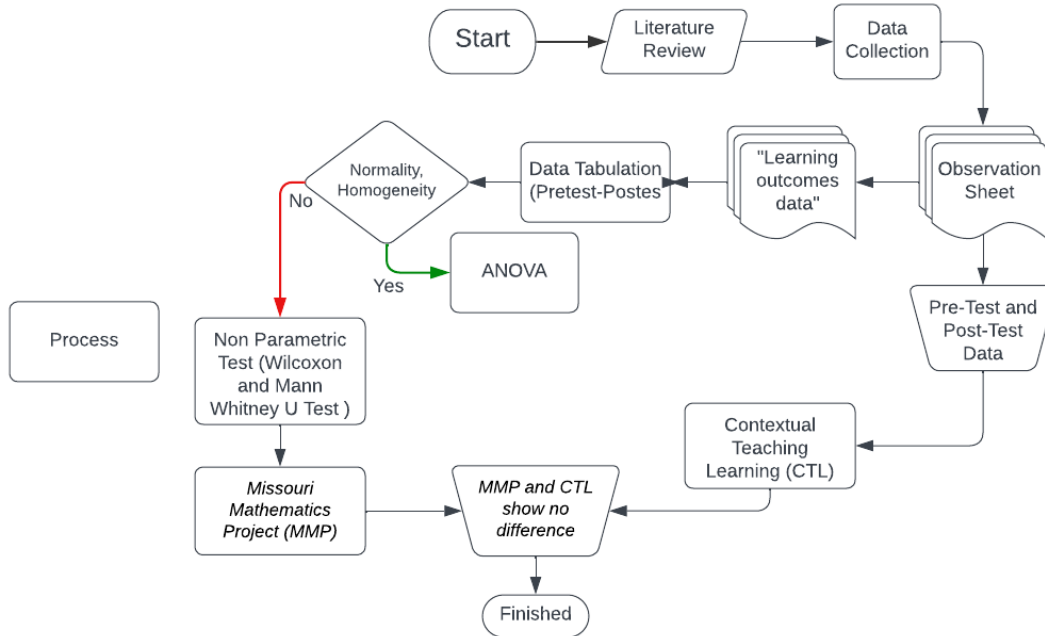 Start
Literature
Review
Data
Collection
Normality,
Homogeneity
Data Tabulation
(Pretest-Postes
"Learning
outcomes
data"
Observation
Sheet
No
Yes
ANOVA
Process
Non Parametric
Test (Wilcoxon
and Mann
Whitney U Test )
Pre-Test and
Post-Test
Data
Contextual
Teaching
Learning (CTL)
Missouri
Mathematics
Project (MMP)
MMP and CTL
show no
difference
Finished